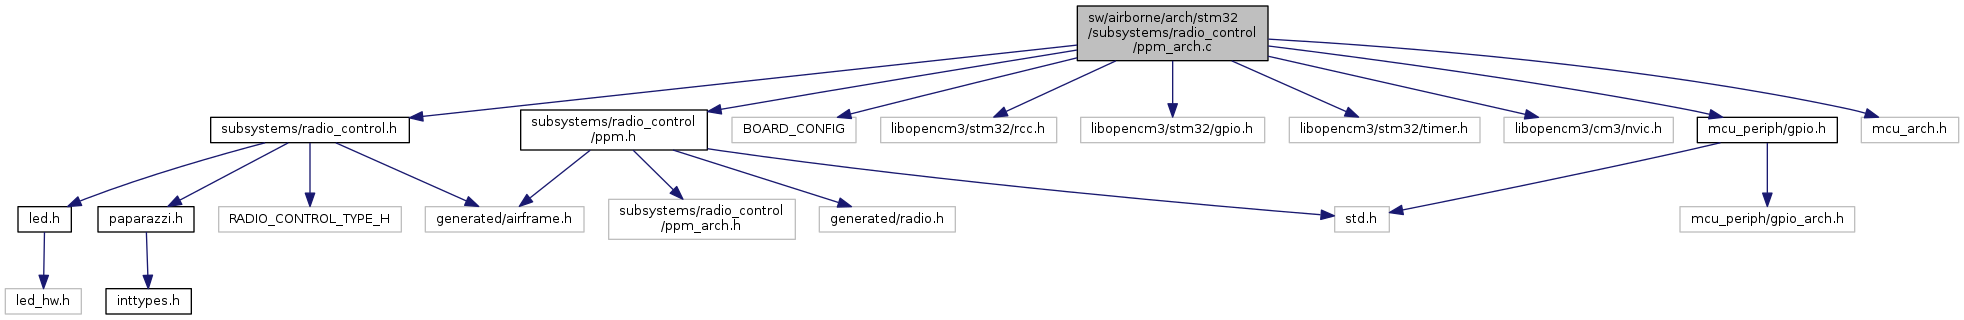 sw/airborne/arch/stm32
/subsystems/radio_control
/ppm_arch.c
subsystems/radio_control.h
subsystems/radio_control
/ppm.h
BOARD_CONFIG
libopencm3/stm32/rcc.h
libopencm3/stm32/gpio.h
libopencm3/stm32/timer.h
libopencm3/cm3/nvic.h
mcu_periph/gpio.h
mcu_arch.h
led.h
paparazzi.h
RADIO_CONTROL_TYPE_H
generated/airframe.h
subsystems/radio_control
/ppm_arch.h
generated/radio.h
std.h
mcu_periph/gpio_arch.h
led_hw.h
inttypes.h